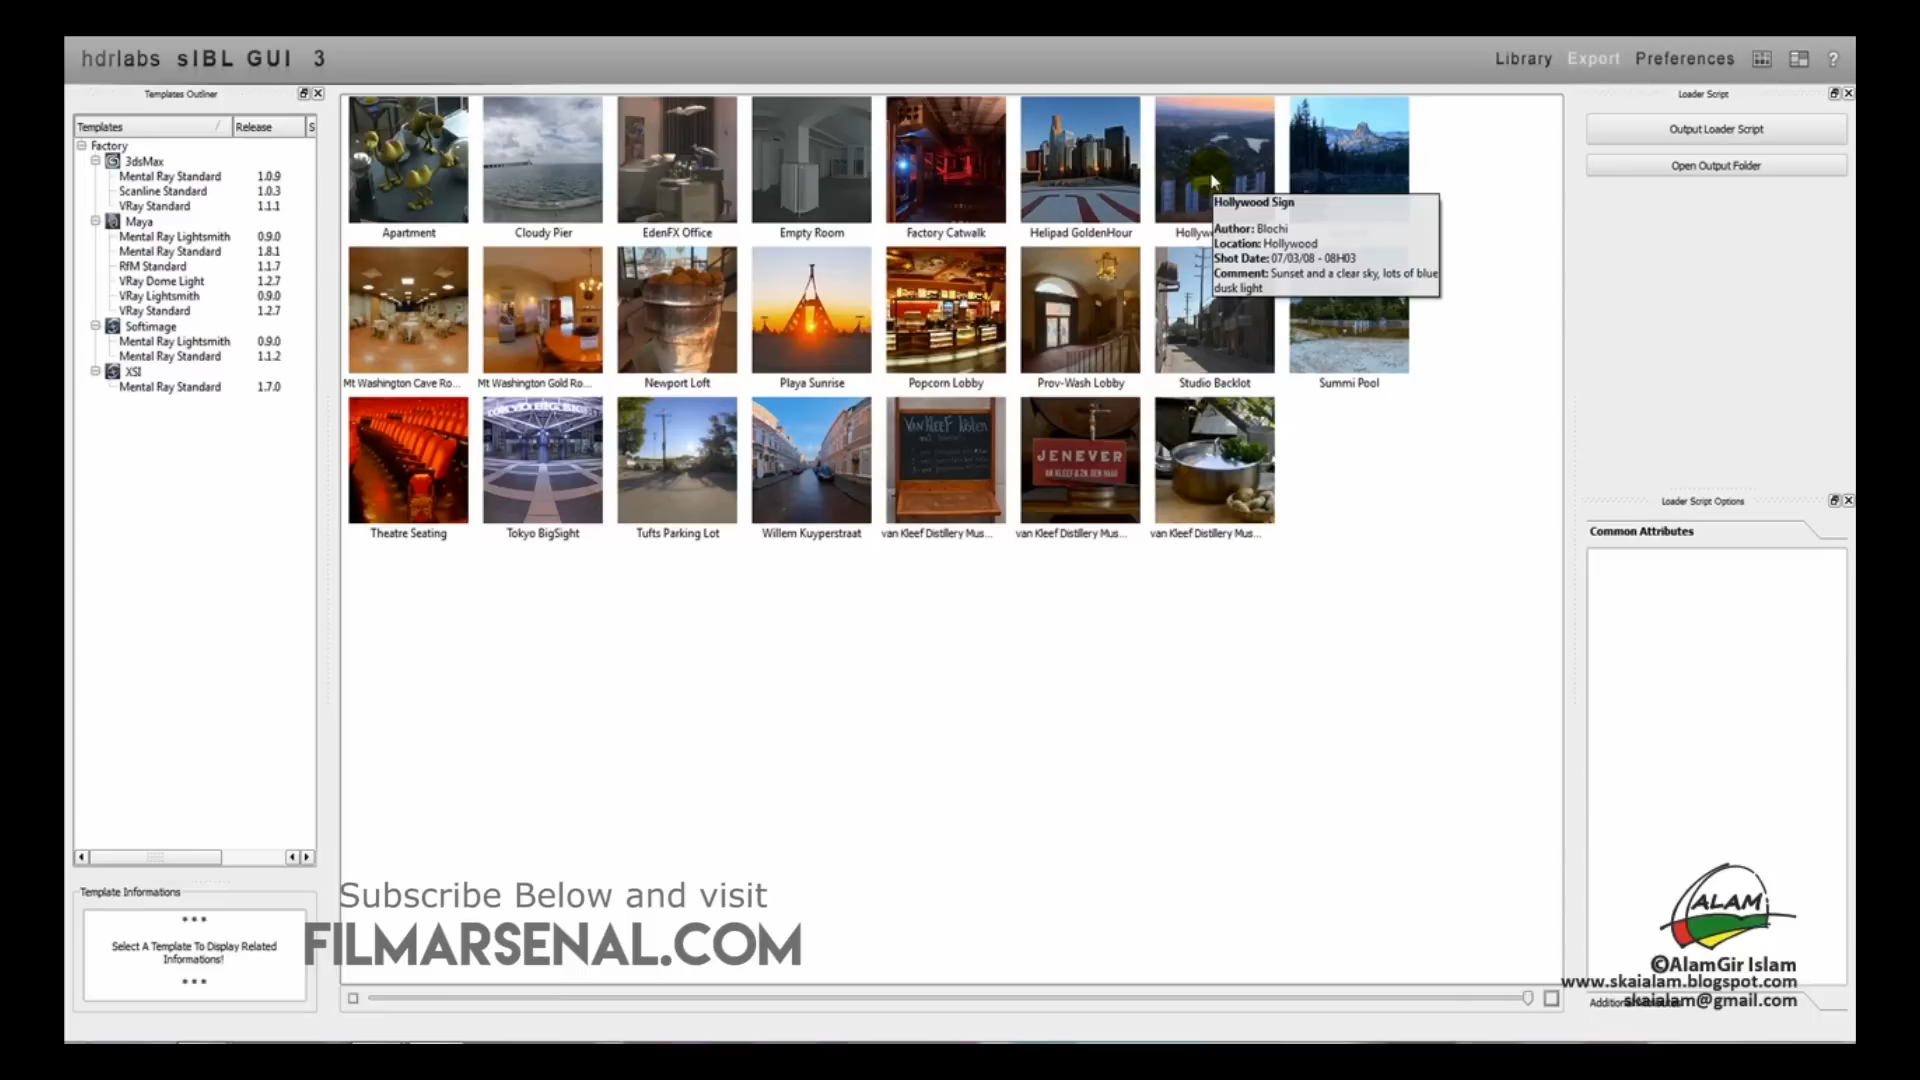 hdrlabs sIBL GUI 3
Library Export Preferences ?
Templates Outliner
Templates Release S
Factory
3dsMax
Mental Ray Standard 1.0.9
Scanline Standard 1.0.3
VRay Standard 1.1.1
Maya
Mental Ray Lightsmith 0.9.0
Mental Ray Standard 1.8.1
RfM Standard 1.1.7
VRay Dome Light 1.2.7
VRay Lightsmith 0.9.0
VRay Standard 1.2.7
Softimage
Mental Ray Lightsmith 0.9.0
Mental Ray Standard 1.1.2
XSI
Mental Ray Standard 1.7.0
Template Informations
***
Select A Template To Display Related
Informations!
***
Apartment Cloudy Pier EdenFX Office Empty Room Factory Catwalk Helipad GoldenHour Hollyw
Hollywood Sign
Author: Blochi
Location: Hollywood
Shot Date: 07/03/08 - 08H03
Comment: Sunset and a clear sky, lots of blue
dusk light
Mt Washington Cave Ro... Mt Washington Gold Ro... Newport Loft Playa Sunrise Popcorn Lobby Prov-Wash Lobby Studio Backlot Summi Pool
JENEVER
Theatre Seating Tokyo BigSight Tufts Parking Lot Willem Kuyperstraat van Kleef Distillery Mus... van Kleef Distillery Mus... van Kleef Distillery Mus...
Loader Script
Output Loader Script
Open Output Folder
Loader Script Options
Common Attributes
Subscribe Below and visit
FILMARSENAL.COM
ALAM
©AlamGir Islam
www.skaialam.blogspot.com
skaialam@gmail.com